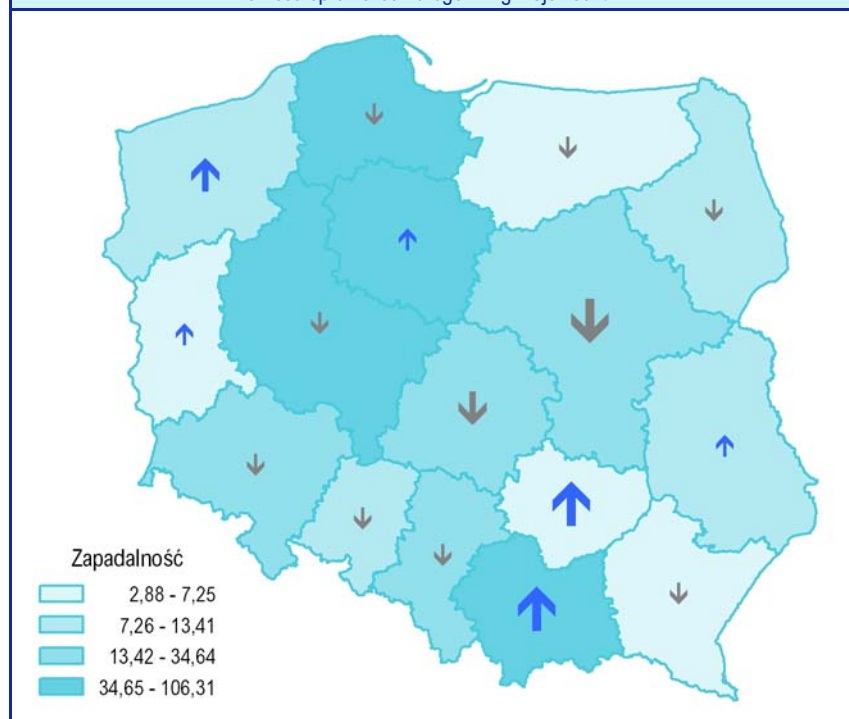 Zapadalność
2,88 - 7,25
7,26 - 13,41
13,42 - 34,64
34,65 - 106,31